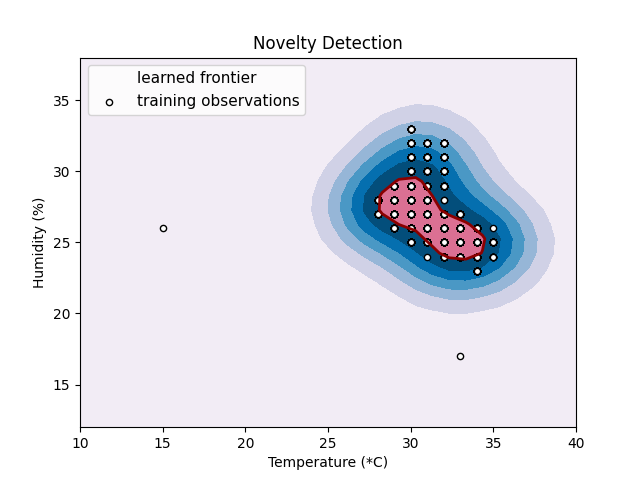 Novelty Detection
learned frontier
training observations
35
30
25
20
15
Humidity (%)
10 15 20 25 30 35 40
Temperature (*C)